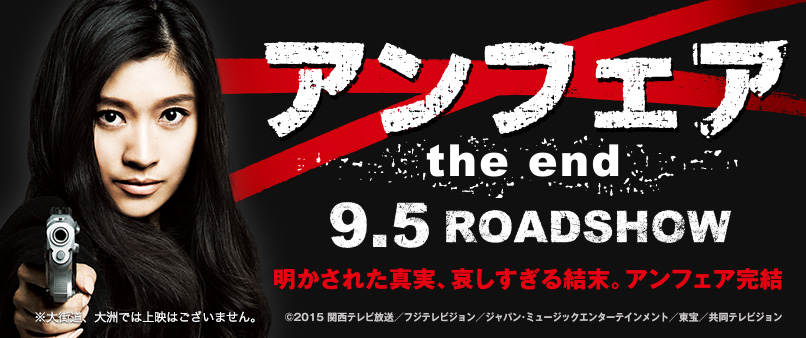 アンフェア
the end
9.5 ROADSHOW
明かされた真実、哀しすぎる結末。アンフェア完結
※大街道、大洲では上映はございません。
©2015 関西テレビ放送／フジテレビジョン／ジャパン・ミュージックエンターテインメント／東宝／共同テレビジョン